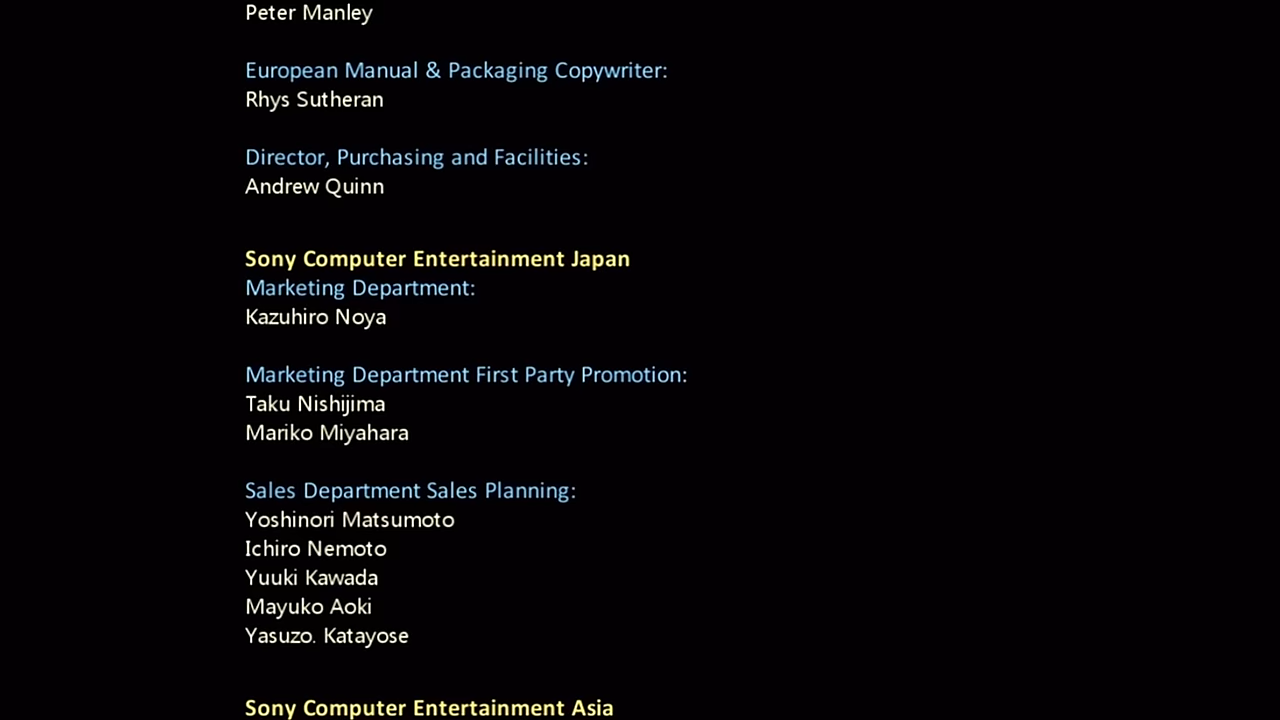 Peter Manley
European Manual & Packaging Copywriter:
Rhys Sutheran
Director, Purchasing and Facilities:
Andrew Quinn
Sony Computer Entertainment Japan
Marketing Department:
Kazuhiro Noya
Marketing Department First Party Promotion:
Taku Nishijima
Mariko Miyahara
Sales Department Sales Planning:
Yoshinori Matsumoto
Ichiro Nemoto
Yuuki Kawada
Mayuko Aoki
Yasuzo. Katayose
Sony Computer Entertainment Asia